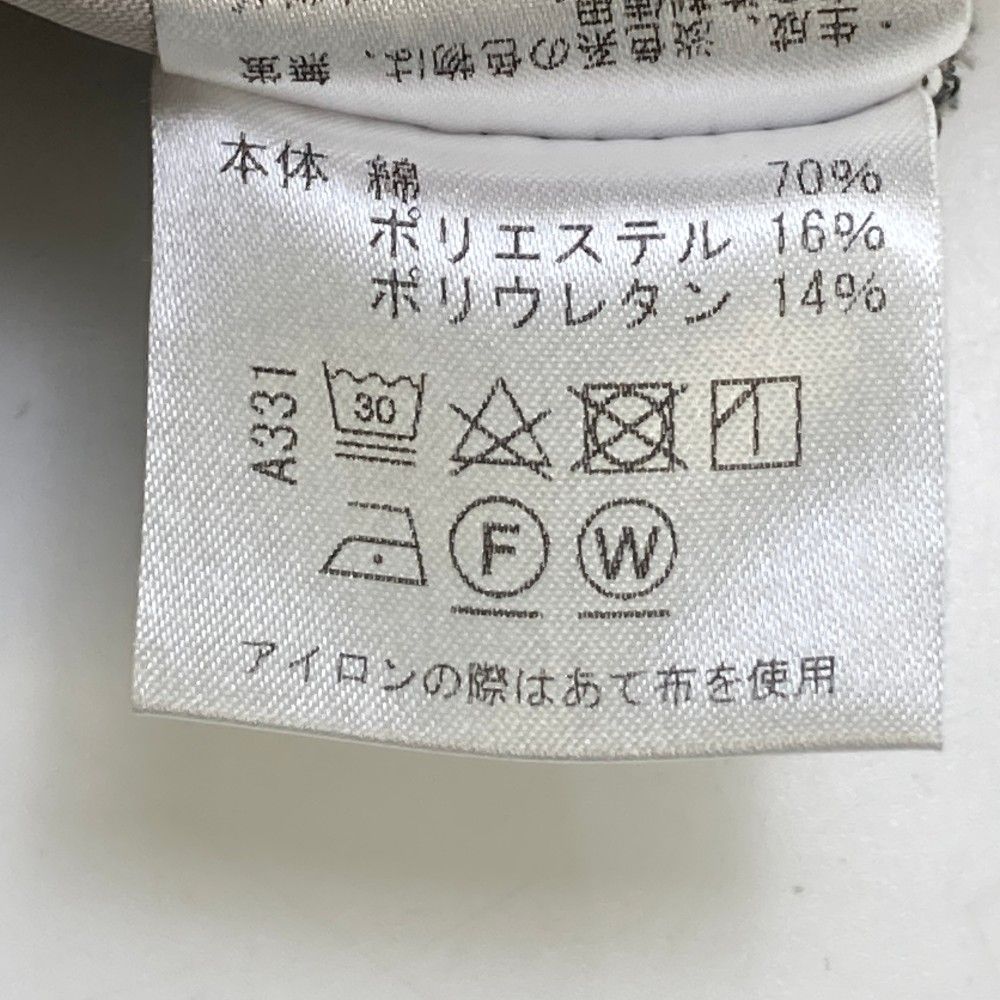 生成
淡色
の色物は、無蛍
本体 綿 70%
ポリエステル 16%
ポリウレタン 14%
A331
30
F W
アイロンの際はあて布を使用